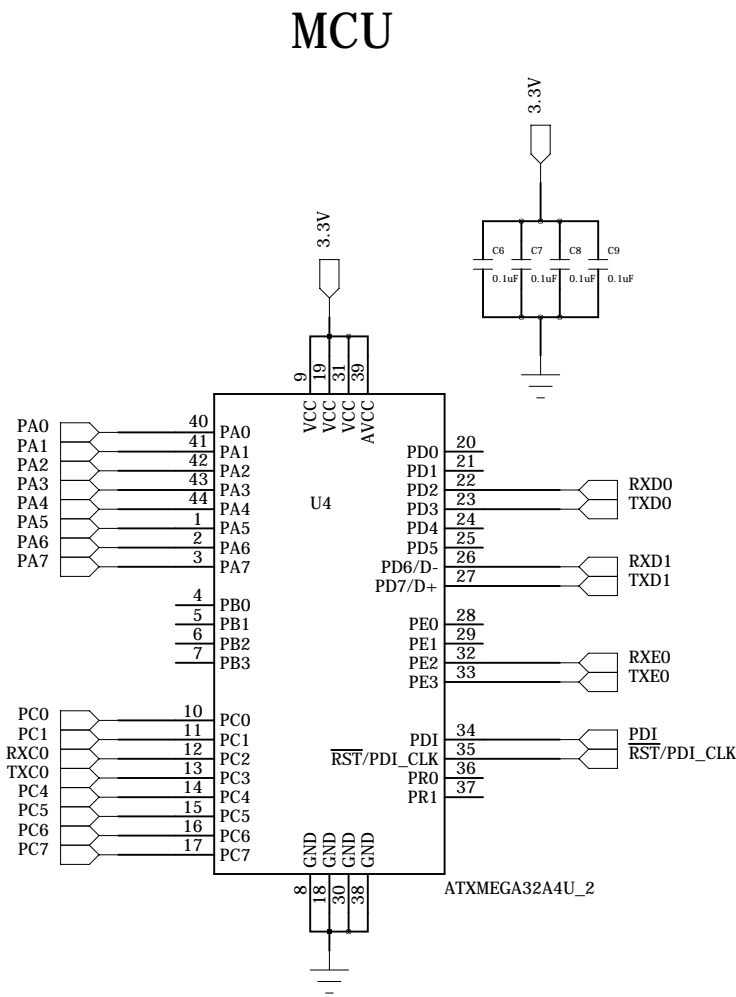 MCU
3.3V
C6 C7 C8 C9
0.1uF 0.1uF 0.1uF 0.1uF
3.3V
9 19 31 39
VCC VCC VCC AVCC
PA0 40 PA0
PA1 41 PA1
PA2 42 PA2
PA3 43 PA3
PA4 44 PA4
PA5 1 PA5
PA6 2 PA6
PA7 3 PA7
4 PB0
5 PB1
6 PB2
7 PB3
PC0 10 PC0
PC1 11 PC1
RXC0 12 PC2
TXC0 13 PC3
PC4 14 PC4
PC5 15 PC5
PC6 16 PC6
PC7 17 PC7
U4
PD0 20
PD1 21
PD2 22 RXD0
PD3 23 TXD0
PD4 24
PD5 25
PD6/D- 26 RXD1
PD7/D+ 27 TXD1
PE0 28
PE1 29
PE2 32 RXE0
PE3 33 TXE0
PDI 34 PDI
RST/PDI_CLK 35 RST/PDI_CLK
PR0 36
PR1 37
GND GND GND GND
8 18 30 38
ATXMEGA32A4U_2